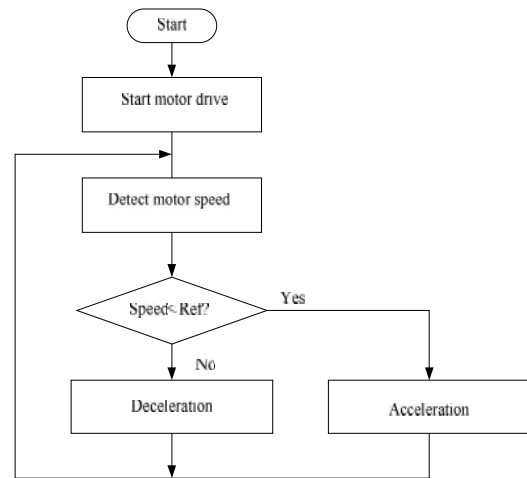 Start
Start motor drive
Detect motor speed
Speed<Ref?
Yes
No
Deceleration
Acceleration